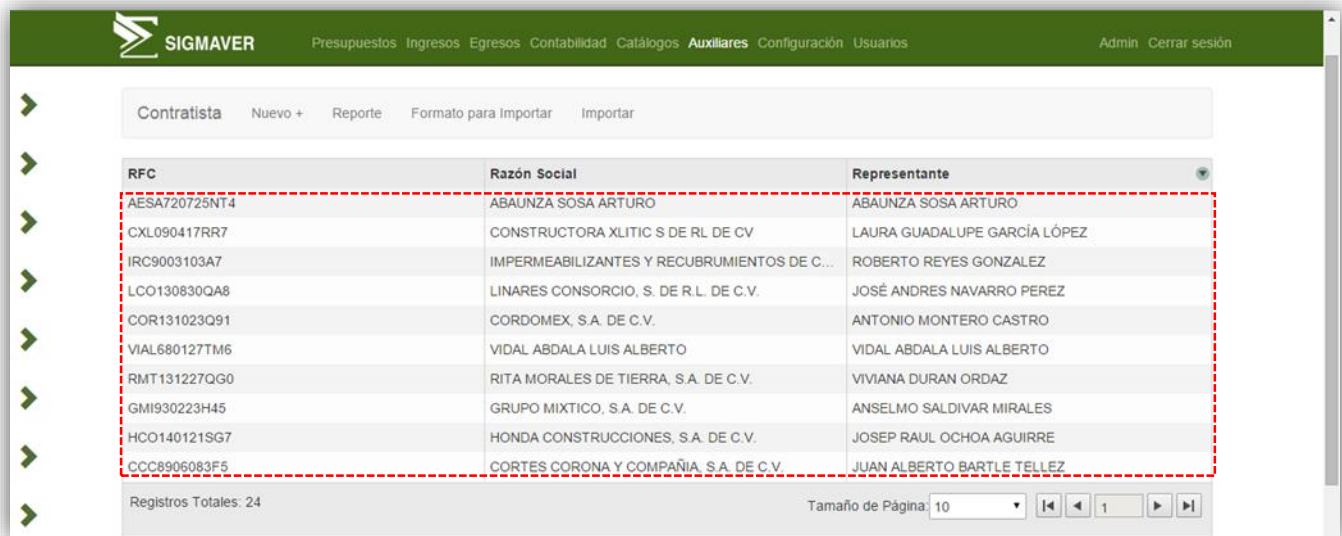 SIGMAVER Presupuestos Ingresos Egresos Contabilidad Catálogos Auxiliares Configuración Usuarios Admin Cerrar sesión
Contratista Nuevo + Reporte Formato para Importar Importar
RFC Razón Social Representante
AESA720725NT4 ABAUNZA SOSA ARTURO ABAUNZA SOSA ARTURO
CXL090417RR7 CONSTRUCTORA XLITIC S DE RL DE CV LAURA GUADALUPE GARCÍA LÓPEZ
IRC9003103A7 IMPERMEABILIZANTES Y RECUBRUMIENTOS DE C... ROBERTO REYES GONZALEZ
LCO130830QA8 LINARES CONSORCIO, S. DE R.L. DE C.V. JOSÉ ANDRES NAVARRO PEREZ
COR131023Q91 CORDOMEX, S.A. DE C.V. ANTONIO MONTERO CASTRO
VIAL680127TM6 VIDAL ABDALA LUIS ALBERTO VIDAL ABDALA LUIS ALBERTO
RMT131227QG0 RITA MORALES DE TIERRA, S.A. DE C.V. VIVIANA DURAN ORDAZ
GMI930223H45 GRUPO MIXTICO, S.A. DE C.V. ANSELMO SALDIVAR MIRALES
HCO140121SG7 HONDA CONSTRUCCIONES, S.A. DE C.V. JOSEP RAUL OCHOA AGUIRRE
CCC8906083F5 CORTES CORONA Y COMPAÑIA, S.A. DE C.V. JUAN ALBERTO BARTLE TELLEZ
Registros Totales: 24 Tamaño de Página: 10 1